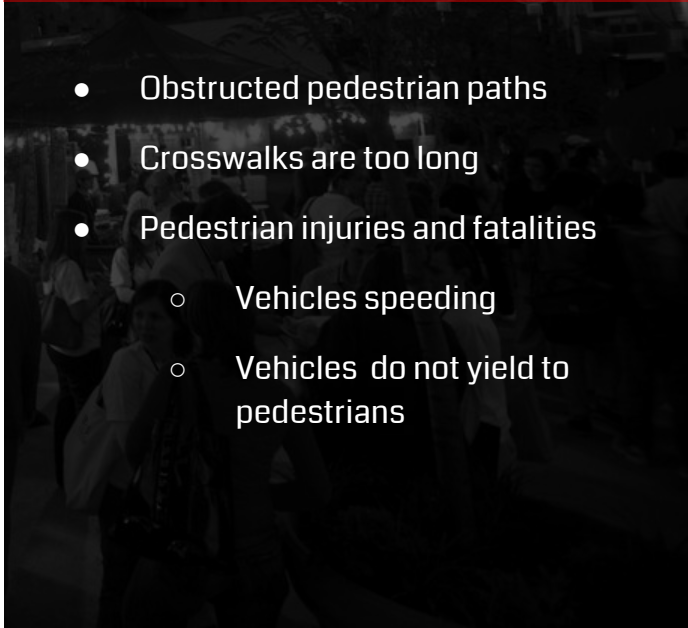 ● Obstructed pedestrian paths
● Crosswalks are too long
● Pedestrian injuries and fatalities
○ Vehicles speeding
○ Vehicles  do not yield to
pedestrians